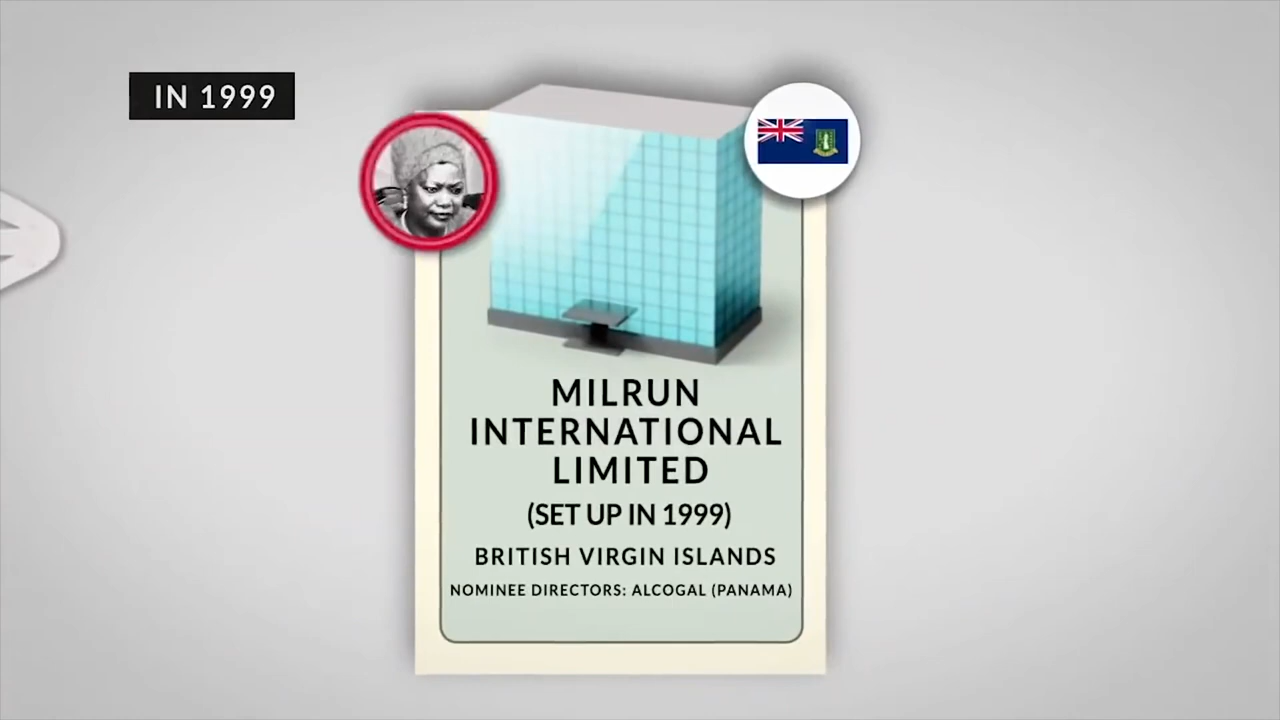 IN 1999
MILRUN
INTERNATIONAL
LIMITED
(SET UP IN 1999)
BRITISH VIRGIN ISLANDS
NOMINEE DIRECTORS: ALCOGAL (PANAMA)